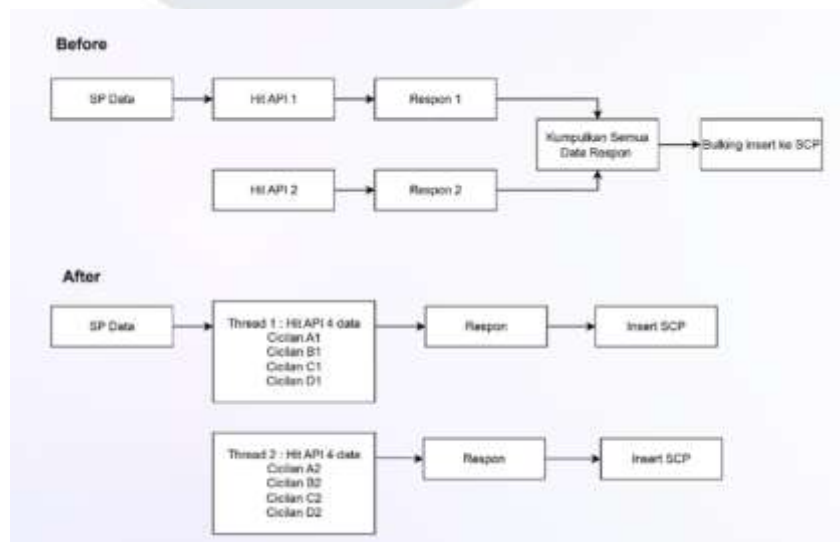 Before
SP Data
Hit API 1
Respon 1
Kumpulkan Semua
Data Respon
Bulking insert ke SCP
Hit API 2
Respon 2
After
SP Data
Thread 1 : Hit API 4 data
Cicilan A1
Cicilan B1
Cicilan C1
Cicilan D1
Respon
Insert SCP
Thread 2 : Hit API 4 data
Cicilan A2
Cicilan B2
Cicilan C2
Cicilan D2
Respon
Insert SCP